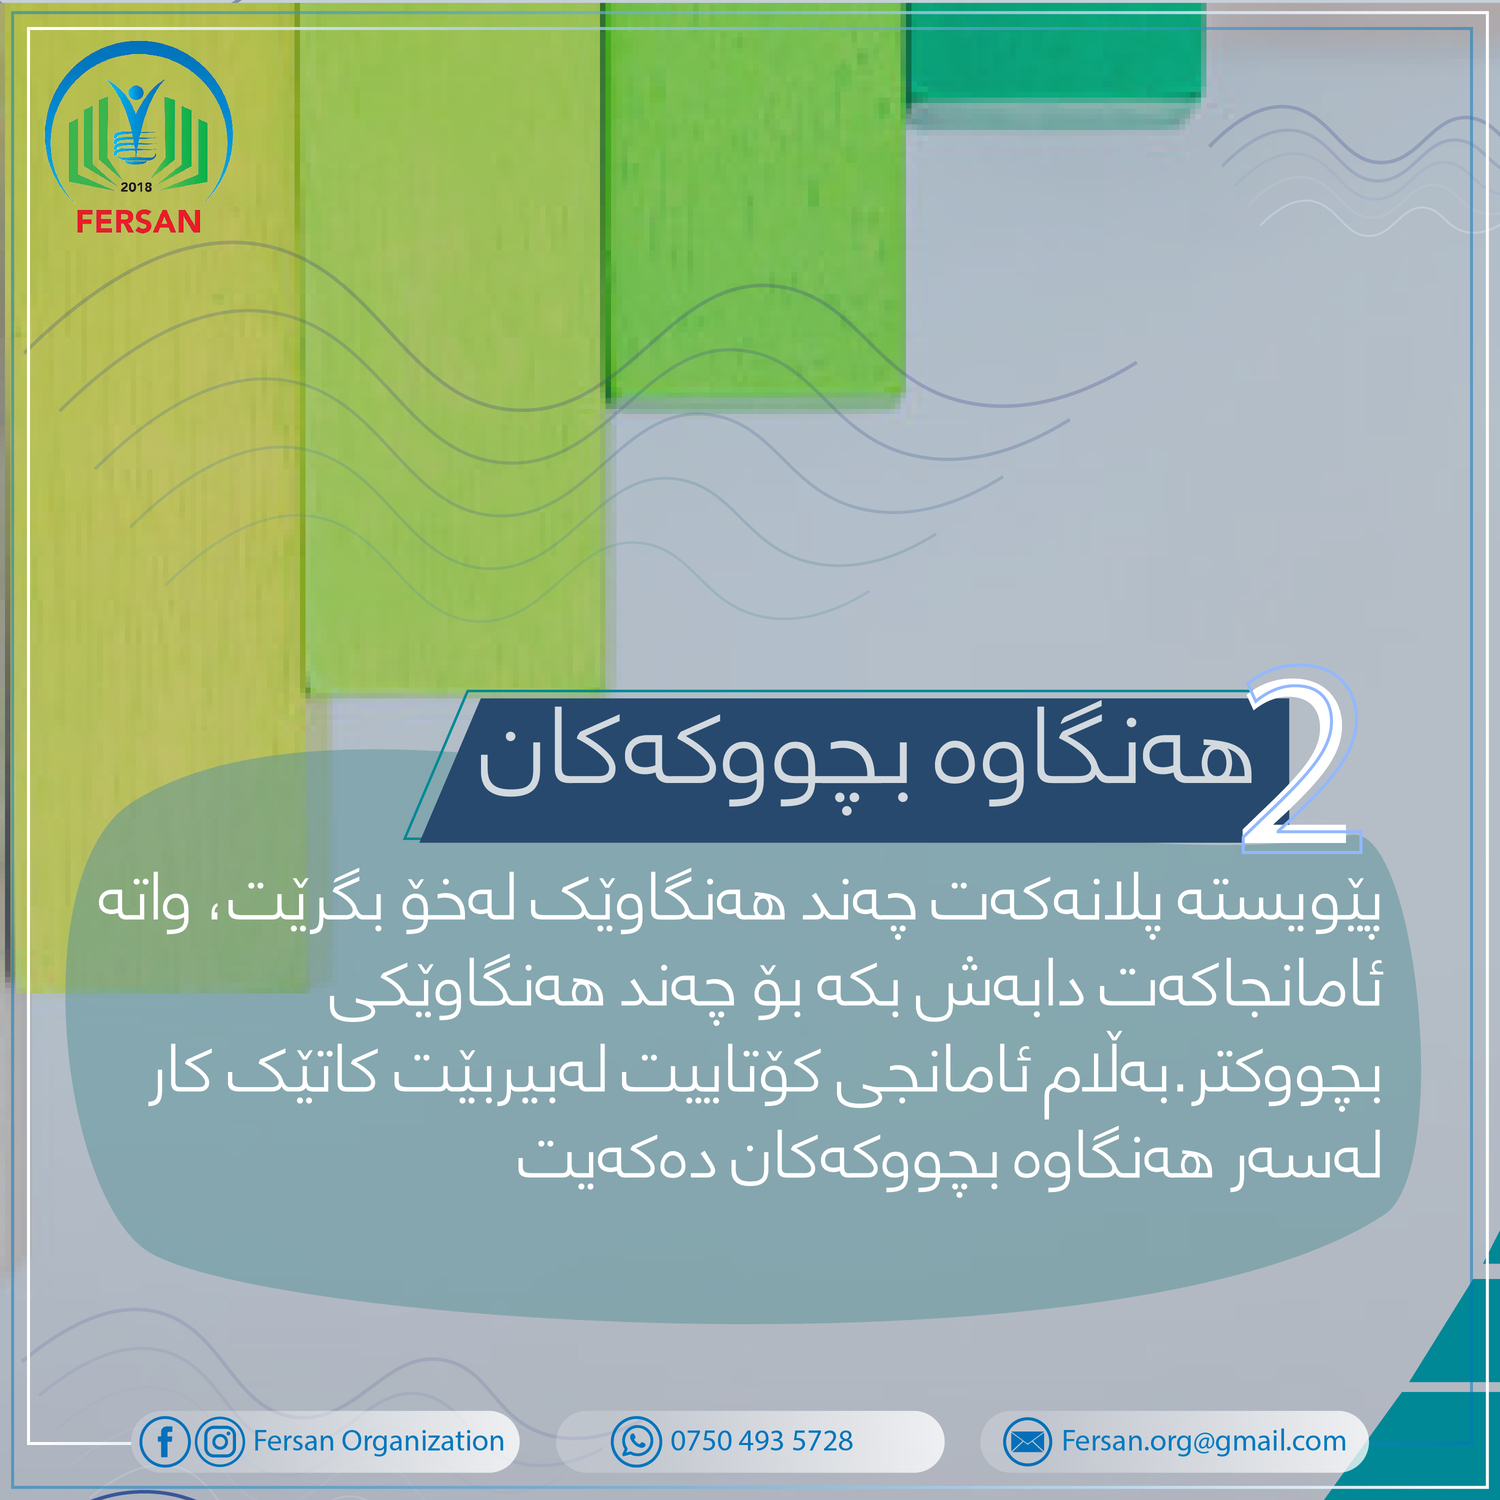 2018
FERSAN
2
هەنگاوە بچووکەکان
پێویستە پلانەکەت چەند هەنگاوێک لەخۆ بگرێت، واتە
ئامانجاکەت دابەش بکە بۆ چەند هەنگاوێکی
بچووکتر.بەڵام ئامانجی کۆتاییت لەبیربێت کاتێک کار
لەسەر هەنگاوە بچووکەکان دەکەیت
Fersan Organization
0750 493 5728
Fersan.org@gmail.com